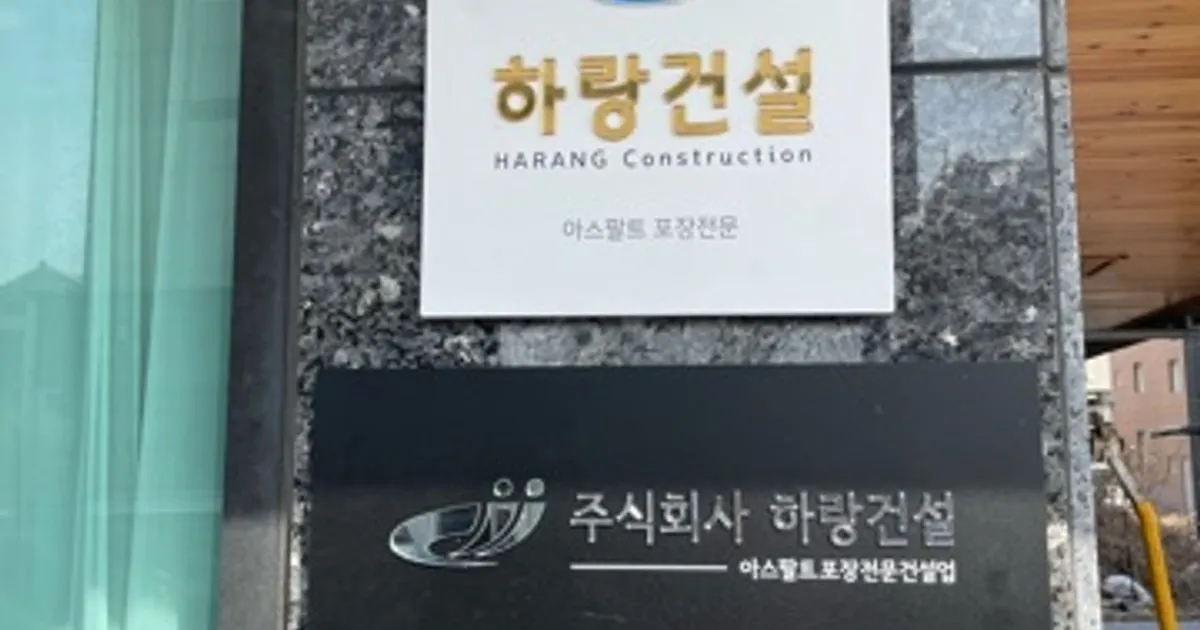 하랑건설
HARANG Construction
아스팔트 포장전문
주식회사 하랑건설
아스팔트포장전문건설업